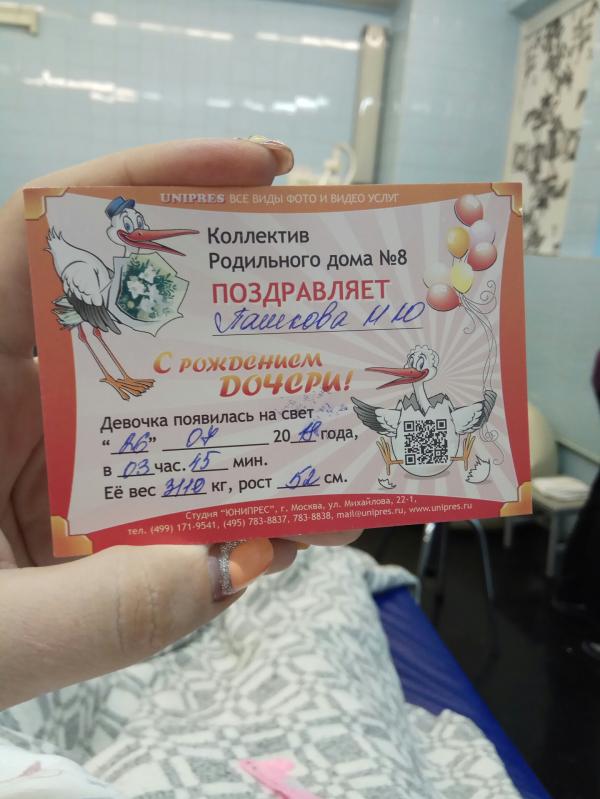 UNIPRES ВСЕ ВИДЫ ФОТО И ВИДЕО УСЛУГ
Коллектив
Родильного дома №8
ПОЗДРАВЛЯЕТ
Пашкова Н Ю
С РОЖДЕНИЕМ
ДОЧЕРИ!
Девочка появилась на свет
" " 07 20 года,
в 03 час. 45 мин.
Её вес 3110 кг, рост 52 см.
Студия "ЮНИПРЕС", г. Москва, ул. Михайлова, 22-1,
тел. (499) 171-9541, (495) 783-8837, 783-8838, mail@unipres.ru, www.unipres.ru